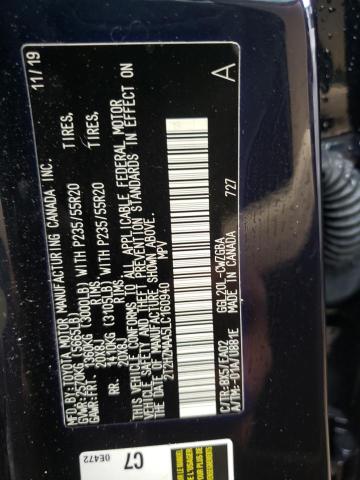 MFD BY:TOYOTA MOTOR MANUFACTURING CANADA INC.
11/19
GVWR: 2570KG (5665LB)
GAWR:FRT. 1360KG (3000LB) WITH P235/55R20 TIRES,
20X8J RIMS
RR. 1410KG (3105LB) WITH P235/55R20 TIRES,
20X8J RIMS
THIS VEHICLE CONFORMS TO ALL APPLICABLE FEDERAL MOTOR
VEHICLE SAFETY AND THEFT PREVENTION STANDARDS IN EFFECT ON
THE DATE OF MANUFACTURE SHOWN ABOVE.
MPV
A
GGL20L-CWZGBA
MADE IN CANADA
727
C7
0E472